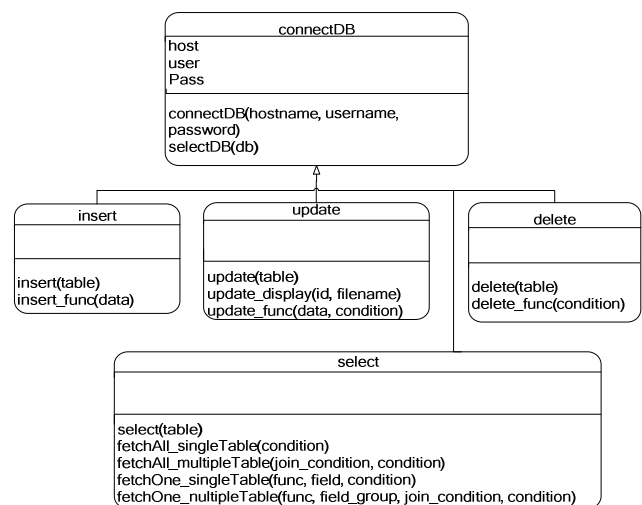 connectDB
host
user
Pass
connectDB(hostname, username,
password)
selectDB(db)
insert
insert(table)
insert_func(data)
update
update(table)
update_display(id, filename)
update_func(data, condition)
delete
delete(table)
delete_func(condition)
select
select(table)
fetchAll_singleTable(condition)
fetchAll_multipleTable(join_condition, condition)
fetchOne_singleTable(func, field, condition)
fetchOne_nultipleTable(func, field_group, join_condition, condition)